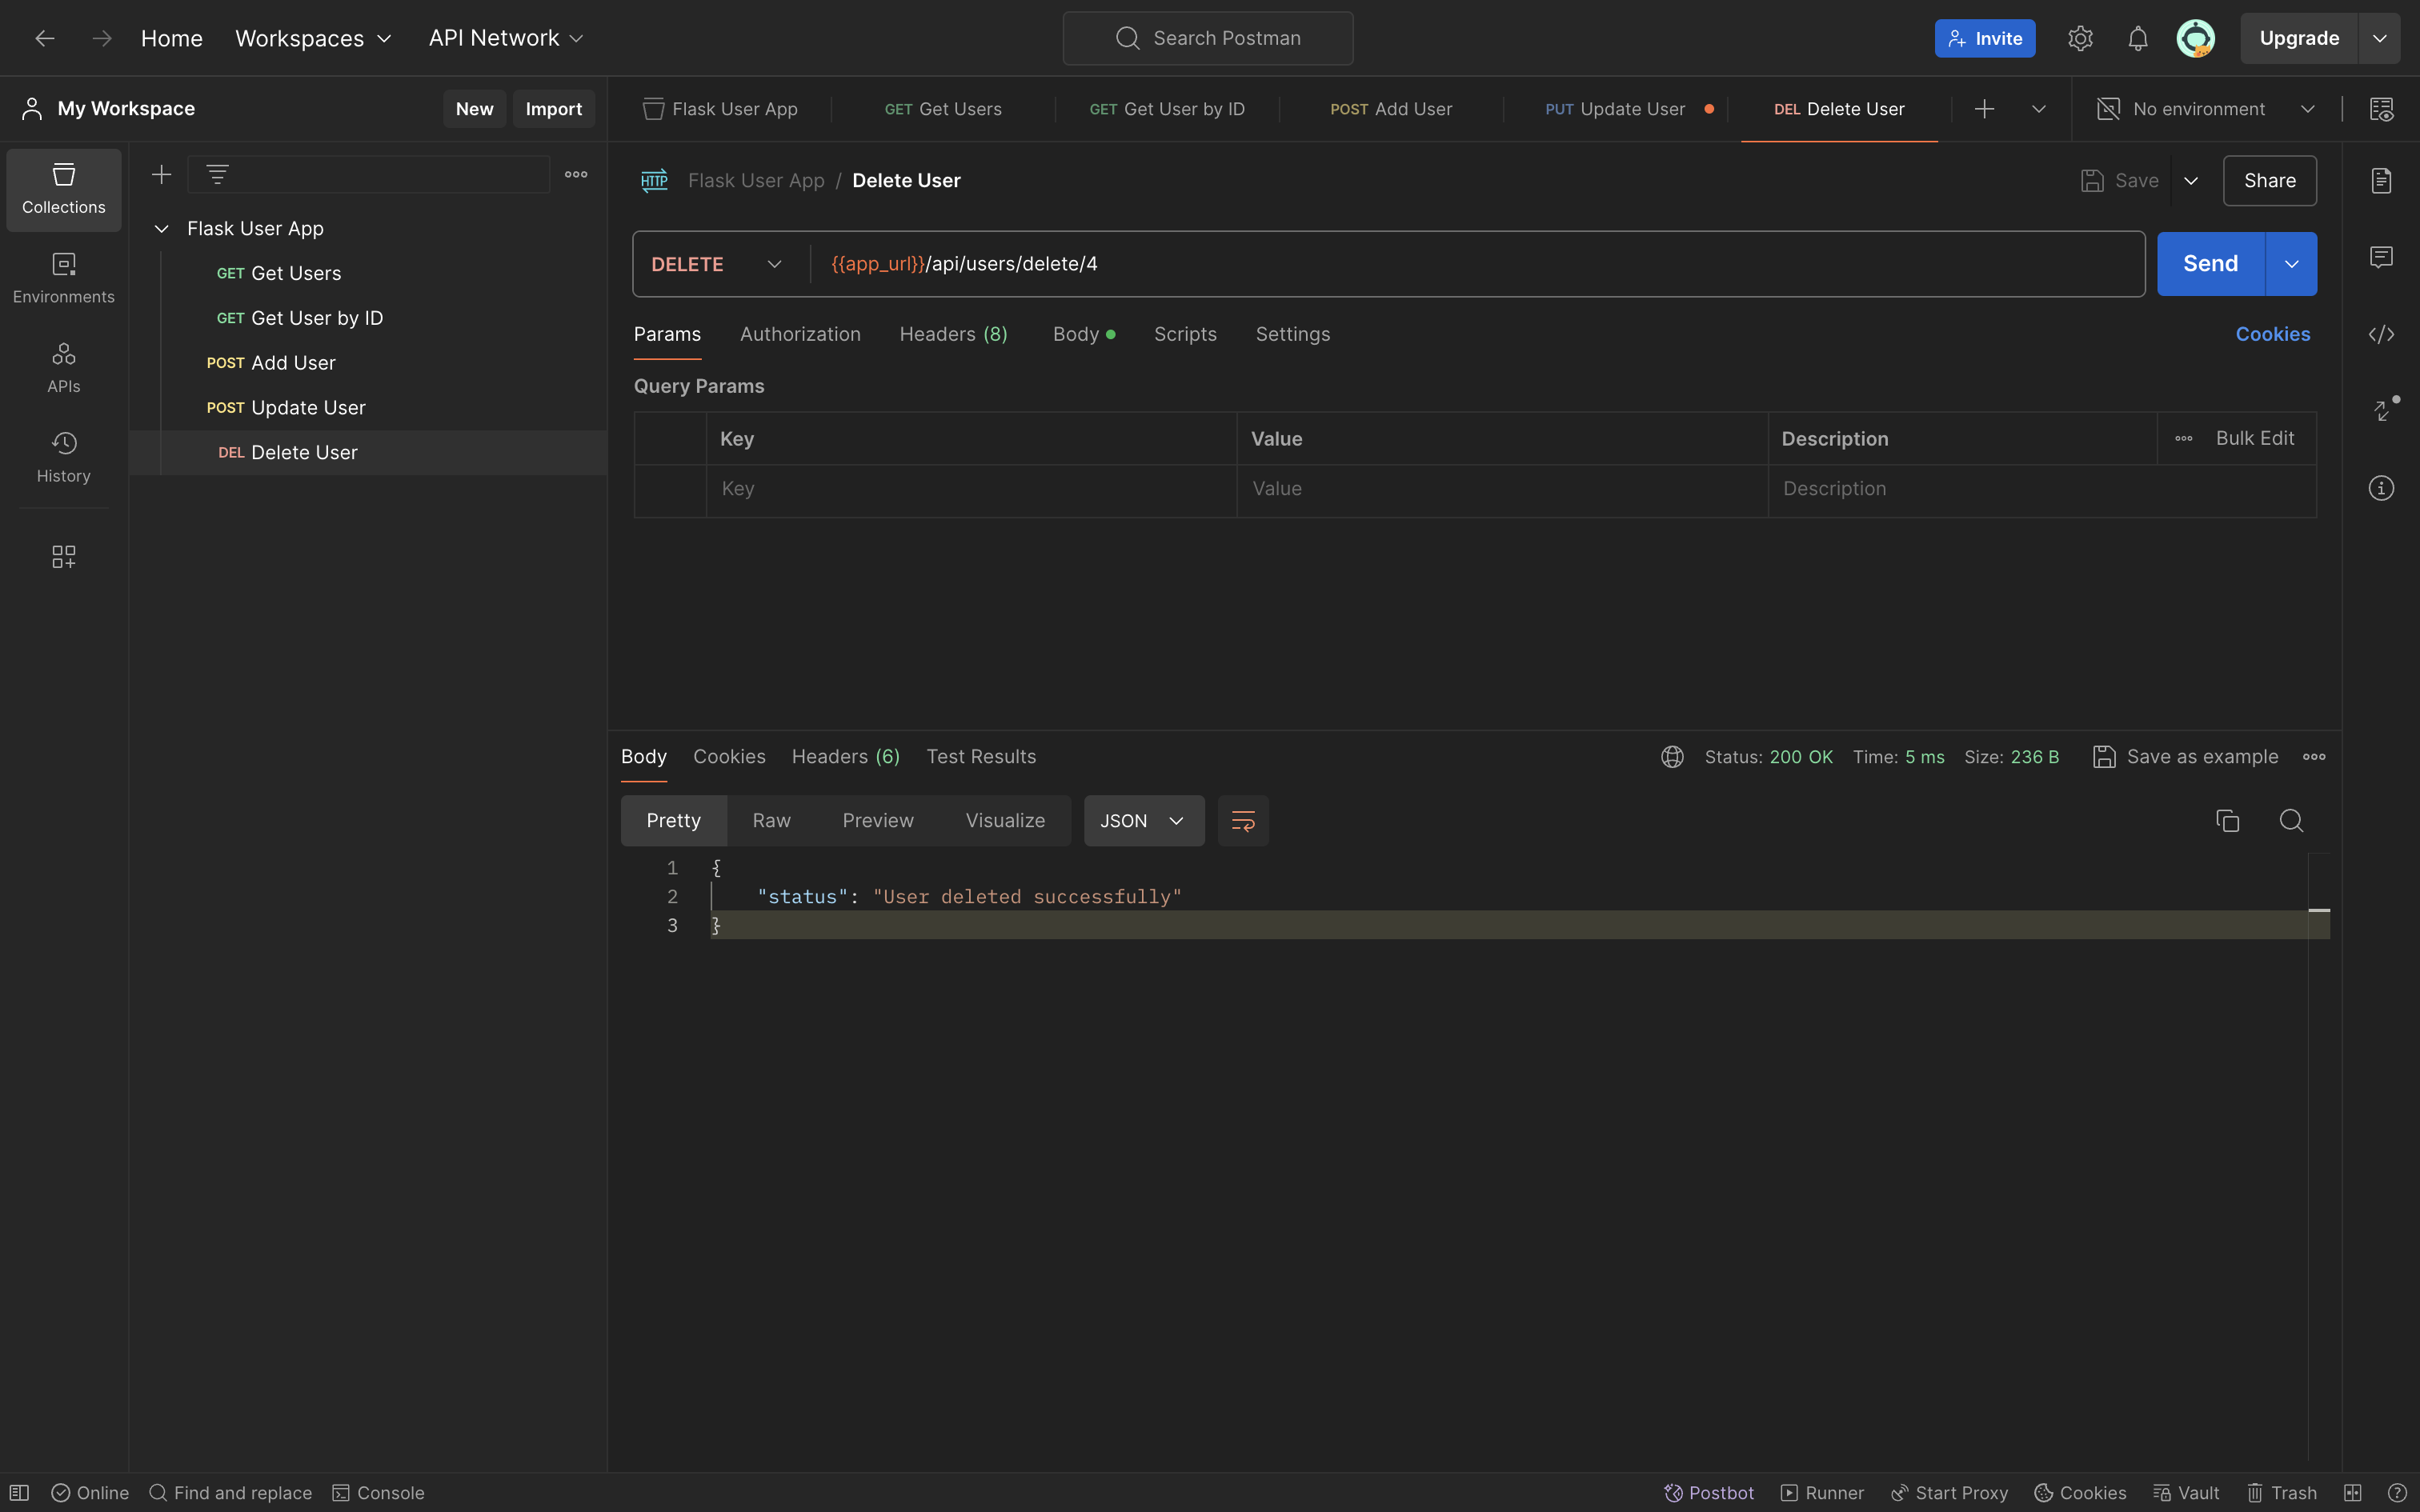 Home Workspaces API Network Search Postman Invite Upgrade
My Workspace New Import
Flask User App GET Get Users GET Get User by ID POST Add User PUT Update User DEL Delete User No environment
Collections
Environments
APIs
History
Flask User App
GET Get Users
GET Get User by ID
POST Add User
POST Update User
DEL Delete User
HTTP Flask User App / Delete User Save Share
DELETE {{app_url}}/api/users/delete/4 Send
Params Authorization Headers (8) Body Scripts Settings Cookies
Query Params
Key Value Description Bulk Edit
Key Value Description
Body Cookies Headers (6) Test Results Status: 200 OK Time: 5 ms Size: 236 B Save as example
Pretty Raw Preview Visualize JSON
1 {
2 "status": "User deleted successfully"
3 }
Online Find and replace Console Postbot Runner Start Proxy Cookies Vault Trash